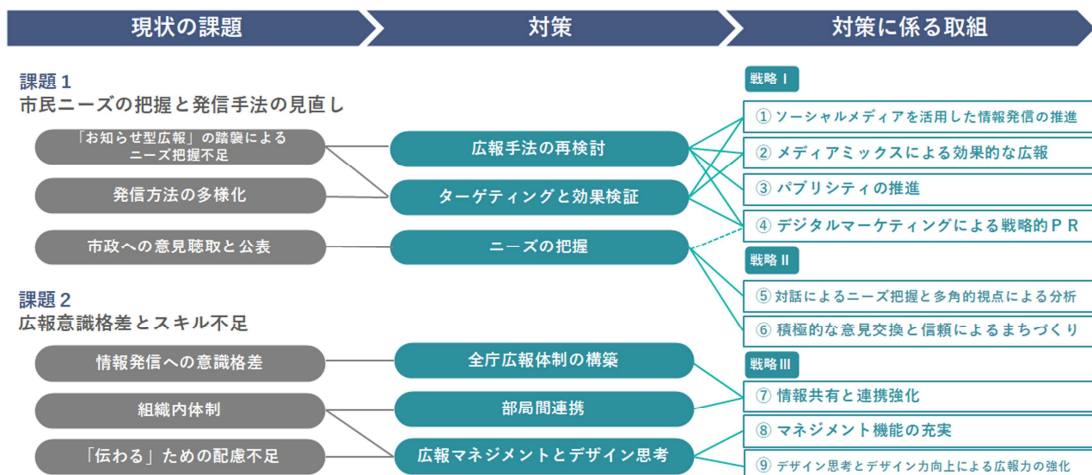 現状の課題
対策
対策に係る取組
課題1
市民ニーズの把握と発信手法の見直し
「お知らせ型広報」の踏襲による
ニーズ把握不足
発信方法の多様化
市政への意見聴取と公表
広報手法の再検討
ターゲティングと効果検証
ニーズの把握
戦略Ⅰ
① ソーシャルメディアを活用した情報発信の推進
② メディアミックスによる効果的な広報
③ パブリシティの推進
④ デジタルマーケティングによる戦略的PR
戦略Ⅱ
⑤ 対話によるニーズ把握と多角的視点による分析
⑥ 積極的な意見交換と信頼によるまちづくり
課題2
広報意識格差とスキル不足
情報発信への意識格差
組織内体制
「伝わる」ための配慮不足
全庁広報体制の構築
部局間連携
広報マネジメントとデザイン思考
戦略Ⅲ
⑦ 情報共有と連携強化
⑧ マネジメント機能の充実
⑨ デザイン思考とデザイン力向上による広報力の強化